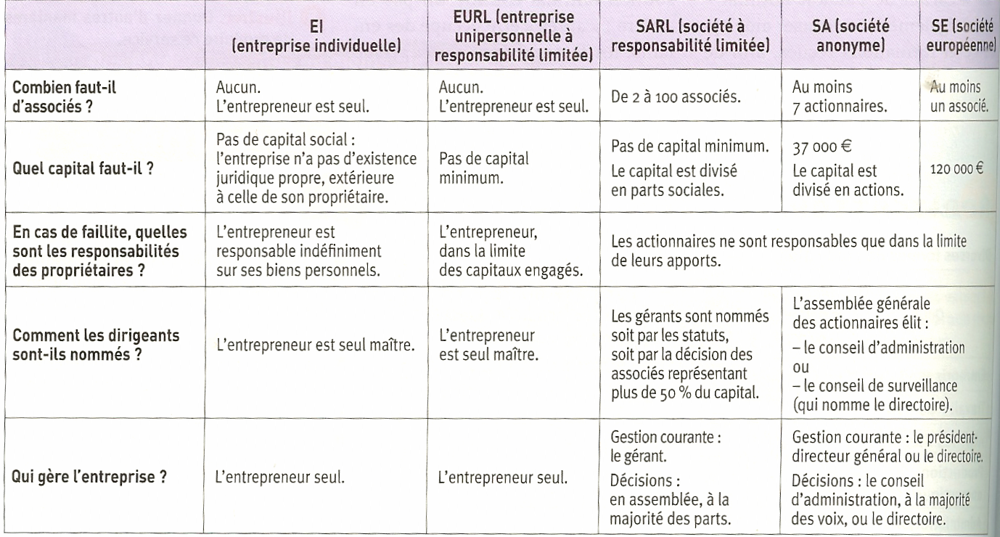 EI
(entreprise individuelle)
EURL (entreprise
unipersonnelle à
responsabilité limitée)
SARL (société à
responsabilité limitée)
SA (société
anonyme)
SE (société
européenne)
Combien faut-il
d'associés ?
Aucun.
L'entrepreneur est seul.
Aucun.
L'entrepreneur est seul.
De 2 à 100 associés.
Au moins
7 actionnaires.
Au moins
un associé.
Quel capital faut-il ?
Pas de capital social :
l'entreprise n'a pas d'existence
juridique propre, extérieure
à celle de son propriétaire.
Pas de capital
minimum.
Pas de capital minimum.
Le capital est divisé
en parts sociales.
37 000 €
Le capital est
divisé en actions.
120 000 €
En cas de faillite, quelles
sont les responsabilités
des propriétaires ?
L'entrepreneur est
responsable indéfiniment
sur ses biens personnels.
L'entrepreneur,
dans la limite
des capitaux engagés.
Les actionnaires ne sont responsables que dans la limite
de leurs apports.
Comment les dirigeants
sont-ils nommés ?
L'entrepreneur est seul maître.
L'entrepreneur
est seul maître.
Les gérants sont nommés
soit par les statuts,
soit par la décision des
associés représentant
plus de 50 % du capital.
L'assemblée générale
des actionnaires élit :
– le conseil d'administration
ou
– le conseil de surveillance
(qui nomme le directoire).
Qui gère l'entreprise ?
L'entrepreneur seul.
L'entrepreneur seul.
Gestion courante :
le gérant.
Décisions :
en assemblée, à la
majorité des parts.
Gestion courante : le président-
directeur général ou le directoire.
Décisions : le conseil
d'administration, à la majorité
des voix, ou le directoire.